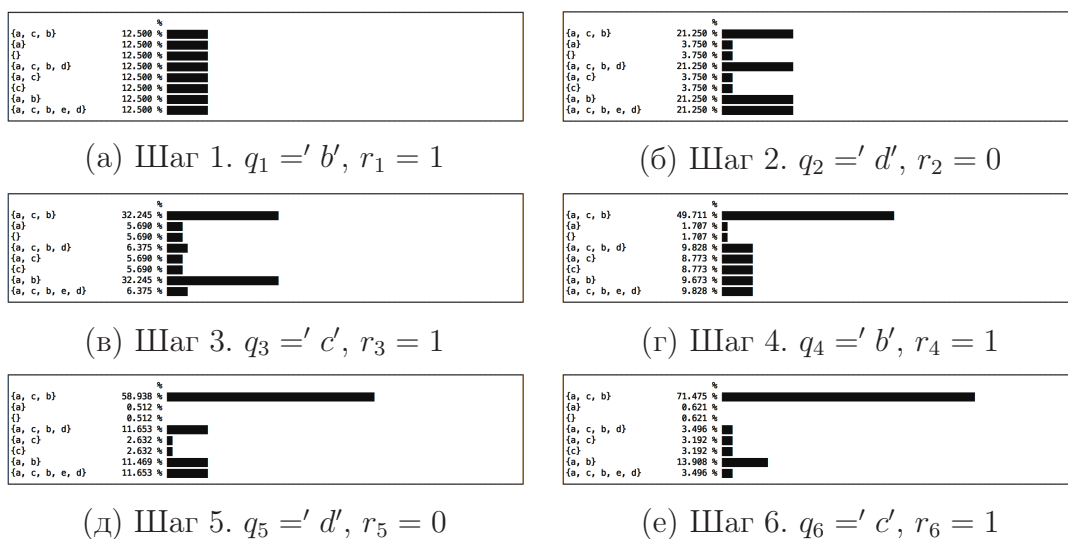 %
{a, c, b} 12.500 %
{a} 12.500 %
{} 12.500 %
{a, c, b, d} 12.500 %
{a, c} 12.500 %
{c} 12.500 %
{a, b} 12.500 %
{a, c, b, e, d} 12.500 %
(а) Шаг 1. q₁ =′ b′, r₁ = 1
%
{a, c, b} 21.250 %
{a} 3.750 %
{} 3.750 %
{a, c, b, d} 21.250 %
{a, c} 3.750 %
{c} 3.750 %
{a, b} 21.250 %
{a, c, b, e, d} 21.250 %
(б) Шаг 2. q₂ =′ d′, r₂ = 0
%
{a, c, b} 32.245 %
{a} 5.690 %
{} 5.690 %
{a, c, b, d} 6.375 %
{a, c} 5.690 %
{c} 5.690 %
{a, b} 32.245 %
{a, c, b, e, d} 6.375 %
(в) Шаг 3. q₃ =′ c′, r₃ = 1
%
{a, c, b} 49.711 %
{a} 1.707 %
{} 1.707 %
{a, c, b, d} 9.828 %
{a, c} 8.773 %
{c} 8.773 %
{a, b} 9.673 %
{a, c, b, e, d} 9.828 %
(г) Шаг 4. q₄ =′ b′, r₄ = 1
%
{a, c, b} 58.938 %
{a} 0.512 %
{} 0.512 %
{a, c, b, d} 11.653 %
{a, c} 2.632 %
{c} 2.632 %
{a, b} 11.469 %
{a, c, b, e, d} 11.653 %
(д) Шаг 5. q₅ =′ d′, r₅ = 0
%
{a, c, b} 71.475 %
{a} 0.621 %
{} 0.621 %
{a, c, b, d} 3.496 %
{a, c} 3.192 %
{c} 3.192 %
{a, b} 13.908 %
{a, c, b, e, d} 3.496 %
(е) Шаг 6. q₆ =′ c′, r₆ = 1